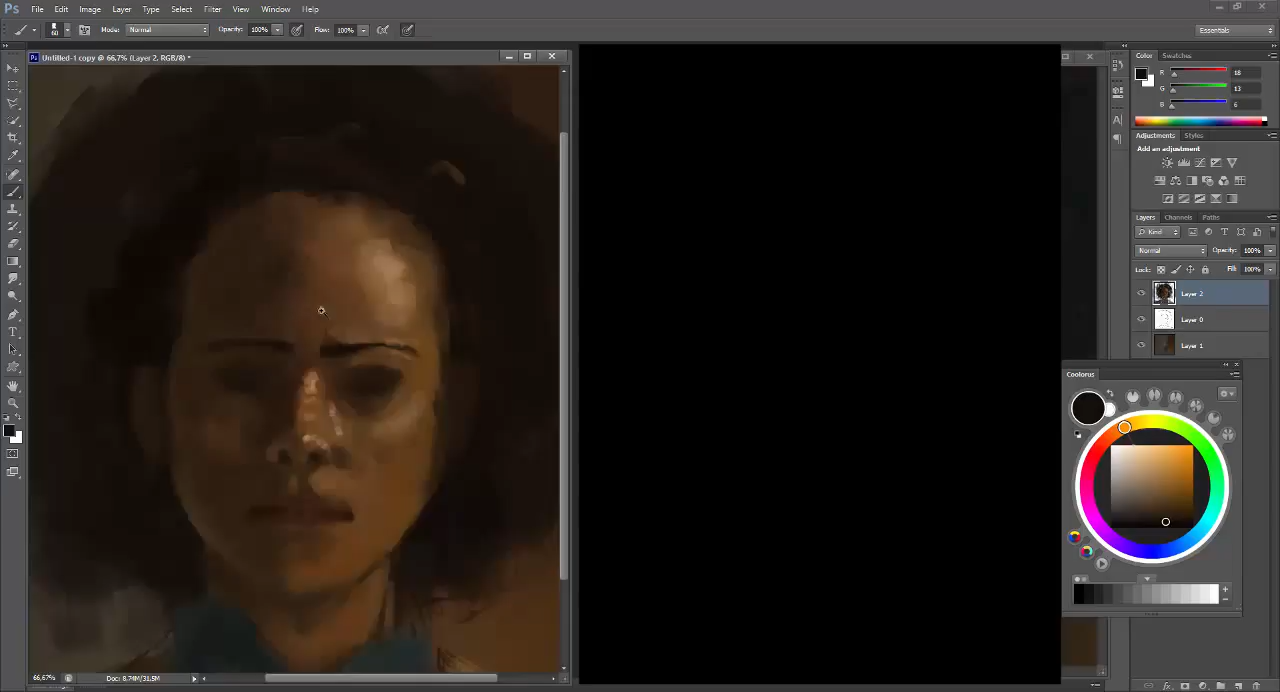 Ps File Edit Image Layer Type Select Filter View Window Help
60 Mode: Normal Opacity: 100% Flow: 100% Essentials
Untitled-1 copy @ 66.7% (Layer 2, RGB/8) *
Color Swatches
R 18
G 13
B 6
Adjustments Styles
Add an adjustment
Layers Channels Paths
Kind
Normal Opacity: 100%
Lock: Fill: 100%
Layer 2
Layer 0
Layer 1
Coolorus
66,67% Doc: 8.74M/31.5M